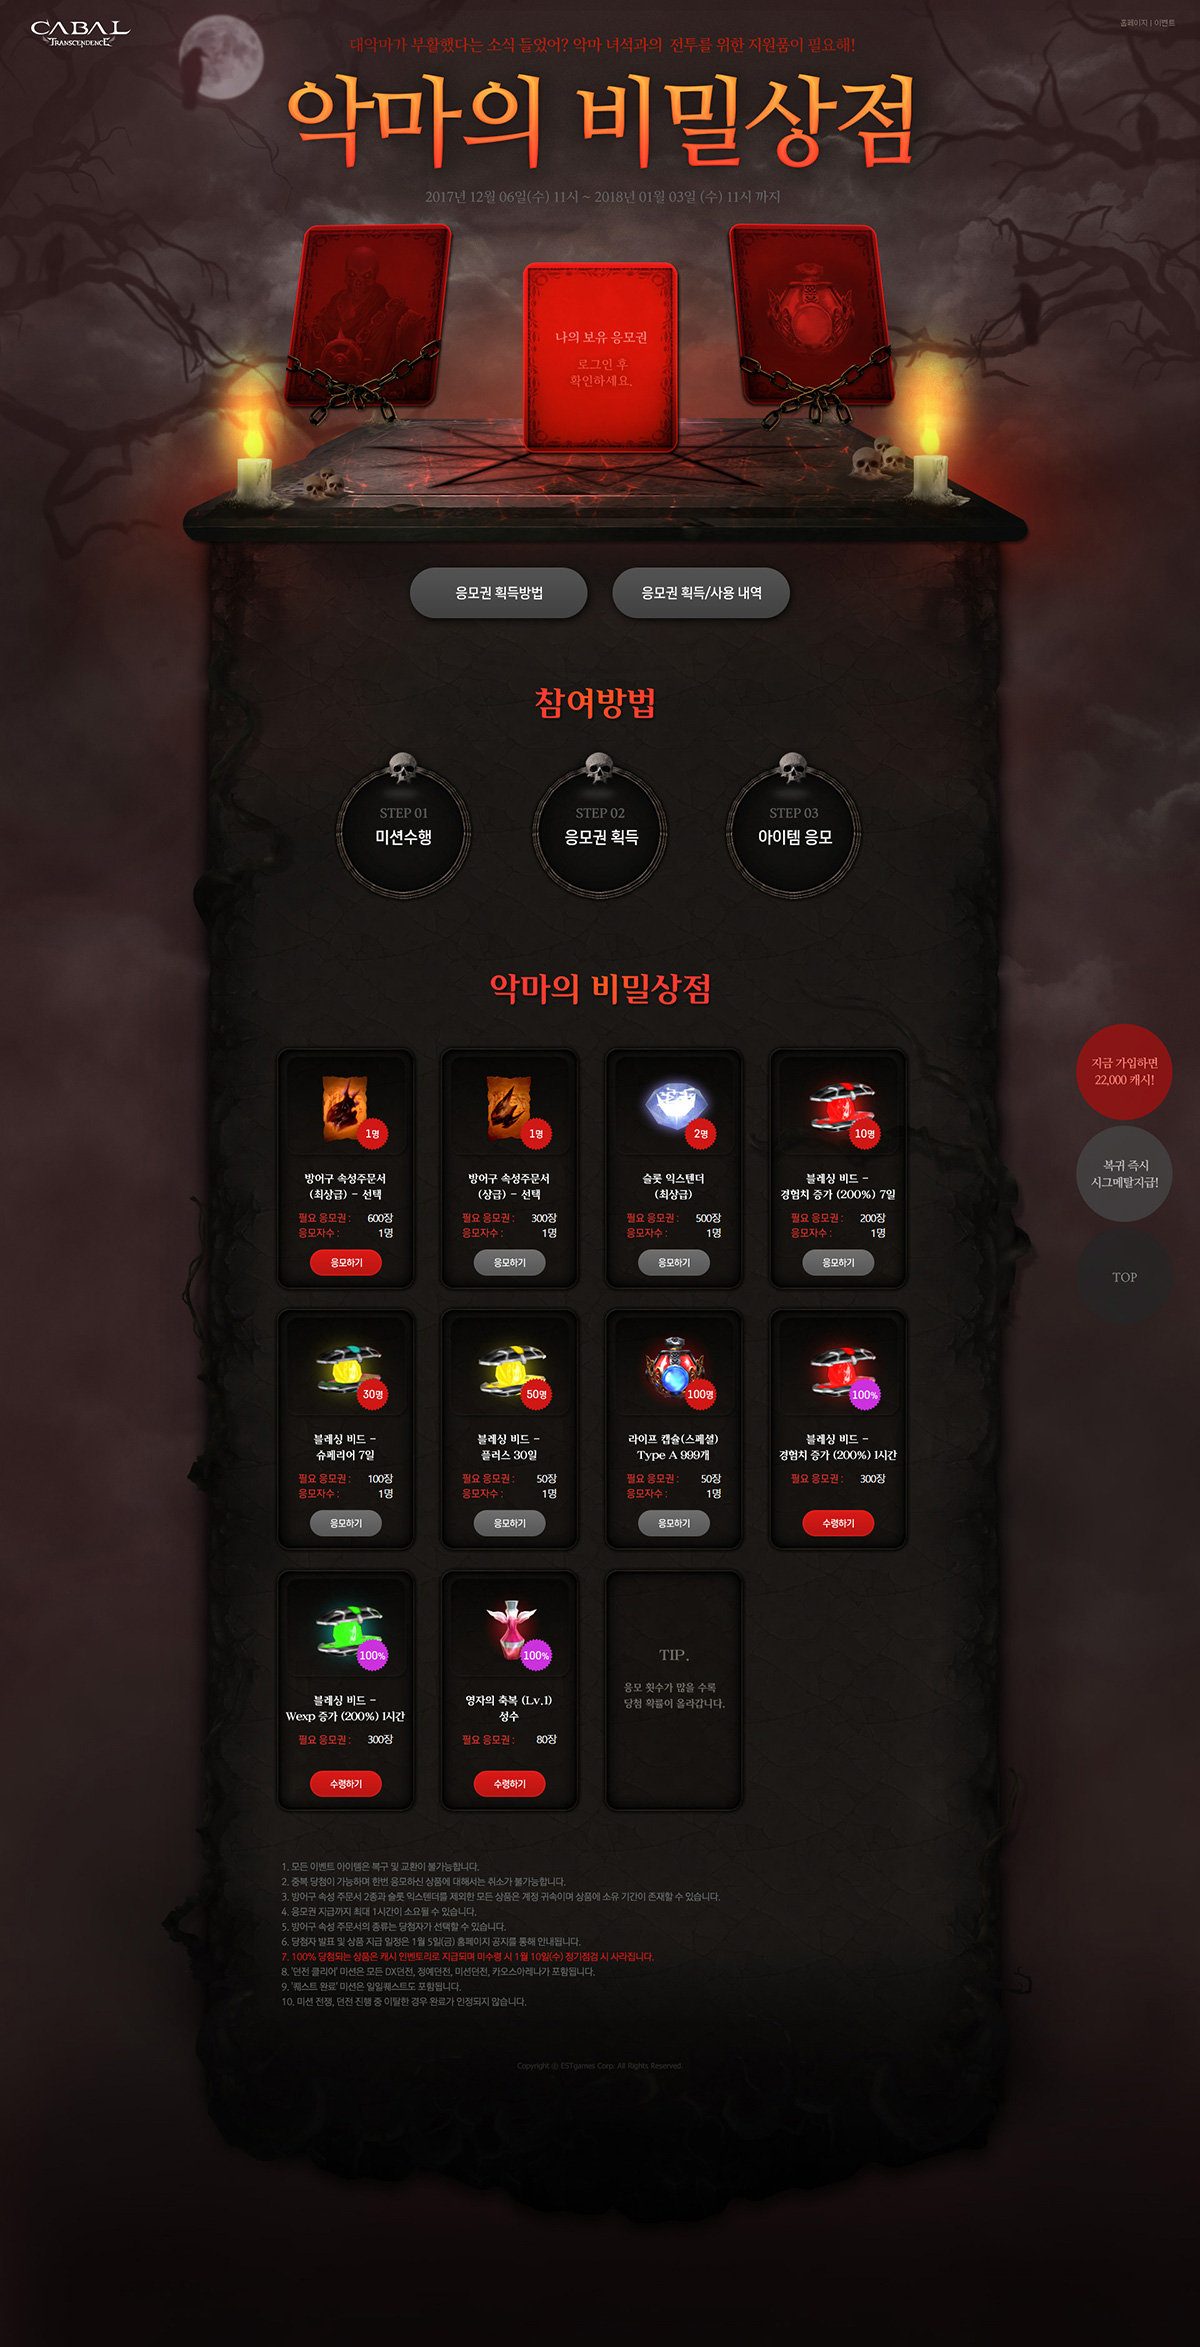 CABAL
TRANSCENDENCE
홈페이지 | 이벤트
대악마가 부활했다는 소식 들었어? 악마 녀석과의 전투를 위한 지원품이 필요해!
악마의 비밀상점
2017년 12월 06일(수) 11시 ~ 2018년 01월 03일 (수) 11시 까지
나의 보유 응모권
로그인 후
확인하세요.
응모권 획득방법
응모권 획득/사용 내역
참여방법
STEP 01
미션수행
STEP 02
응모권 획득
STEP 03
아이템 응모
악마의 비밀상점
1명
방어구 속성주문서
(최상급) - 선택
필요 응모권 : 600장
응모자수 : 1명
응모하기
1명
방어구 속성주문서
(상급) - 선택
필요 응모권 : 300장
응모자수 : 1명
응모하기
2명
슬롯 익스텐더
(최상급)
필요 응모권 : 500장
응모자수 : 1명
응모하기
10명
블레싱 비드 -
경험치 증가 (200%) 7일
필요 응모권 : 200장
응모자수 : 1명
응모하기
지금 가입하면
22,000 캐시!
복귀 즉시
시그메탈지급!
TOP
30명
블레싱 비드 -
슈페리어 7일
필요 응모권 : 100장
응모자수 : 1명
응모하기
50명
블레싱 비드 -
플러스 30일
필요 응모권 : 50장
응모자수 : 1명
응모하기
100명
라이프 캡슐(스페셜)
Type A 999개
필요 응모권 : 50장
응모자수 : 1명
응모하기
100%
블레싱 비드 -
경험치 증가 (200%) 1시간
필요 응모권 : 300장
수령하기
100%
블레싱 비드 -
Wexp 증가 (200%) 1시간
필요 응모권 : 300장
수령하기
100%
영자의 축복 (Lv.1)
성수
필요 응모권 : 80장
수령하기
TIP.
응모 횟수가 많을 수록
당첨 확률이 올라갑니다.
1. 모든 이벤트 아이템은 복구 및 교환이 불가능합니다.
2. 중복 당첨이 가능하며 한번 응모하신 상품에 대해서는 취소가 불가능합니다.
3. 방어구 속성 주문서 2종과 슬롯 익스텐더를 제외한 모든 상품은 계정 귀속이며 상품에 소유 기간이 존재할 수 있습니다.
4. 응모권 지급까지 최대 1시간이 소요될 수 있습니다.
5. 방어구 속성 주문서의 종류는 당첨자가 선택할 수 있습니다.
6. 당첨자 발표 및 상품 지급 일정은 1월 5일(금) 홈페이지 공지를 통해 안내됩니다.
7. 100% 당첨되는 상품은 캐시 인벤토리로 지급되며 미수령 시 1월 10일(수) 정기점검 시 사라집니다.
8. '던전 클리어' 미션은 모든 DX던전, 정예던전, 미션던전, 카오스아레나가 포함됩니다.
9. '퀘스트 완료' 미션은 일일퀘스트도 포함됩니다.
10. 미션 전쟁, 던전 진행 중 이탈한 경우 완료가 인정되지 않습니다.
Copyright ⓒ ESTgames Corp. All Rights Reserved.